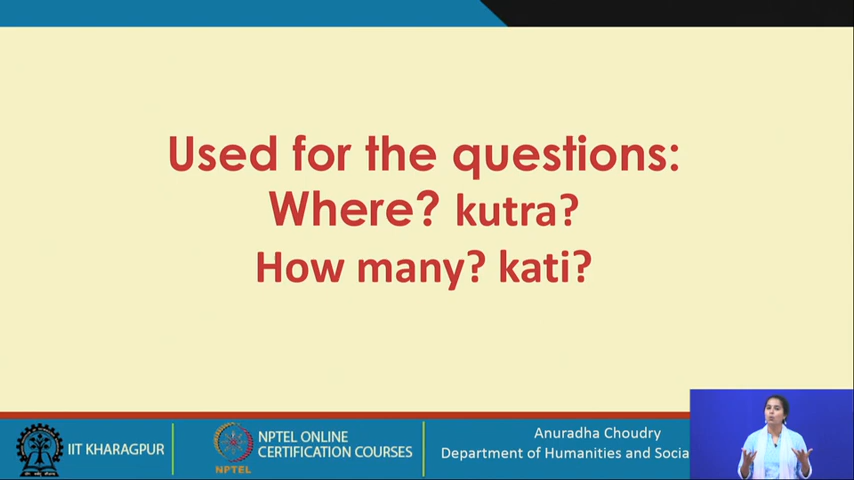 Used for the questions:
Where? kutra?
How many? kati?
IIT KHARAGPUR
NPTEL
NPTEL ONLINE
CERTIFICATION COURSES
Anuradha Choudry
Department of Humanities and Socia